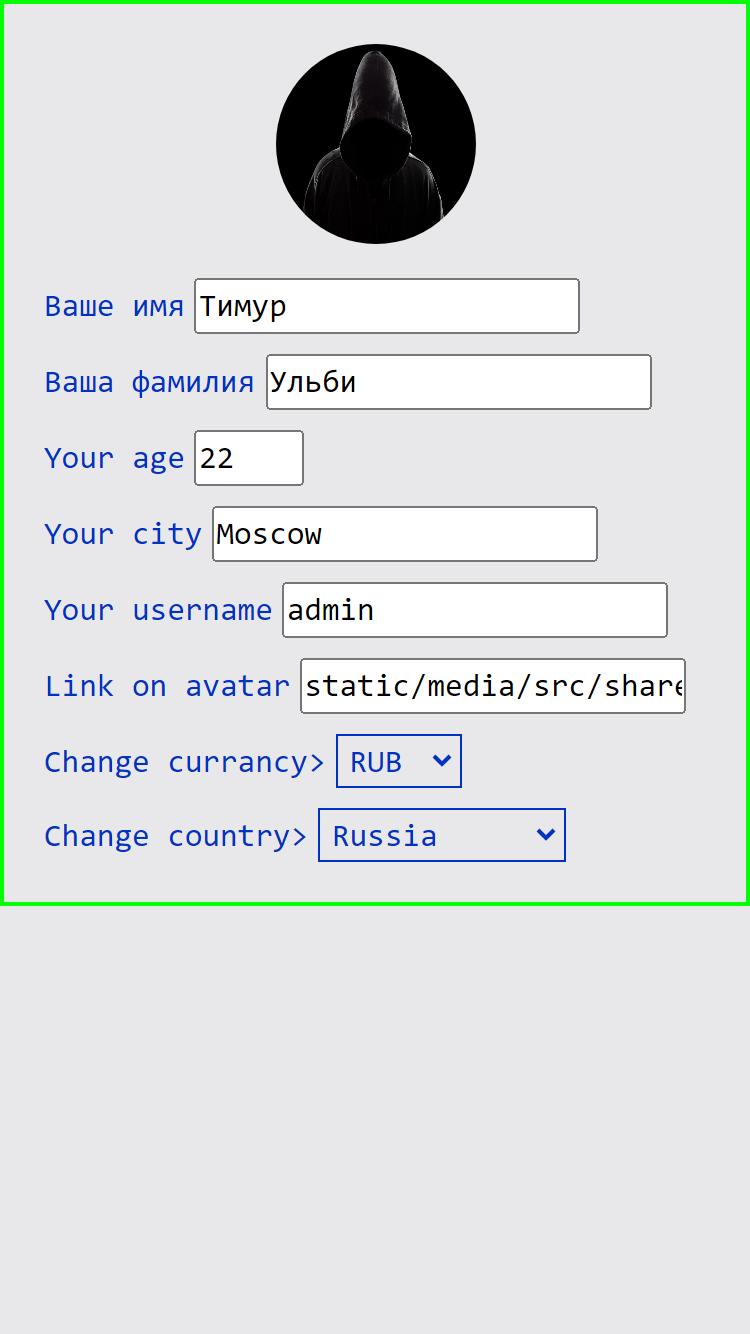 Ваше имя Тимур
Ваша фамилия Ульби
Your age 22
Your city Moscow
Your username admin
Link on avatar static/media/src/share
Change currancy> RUB
Change country> Russia